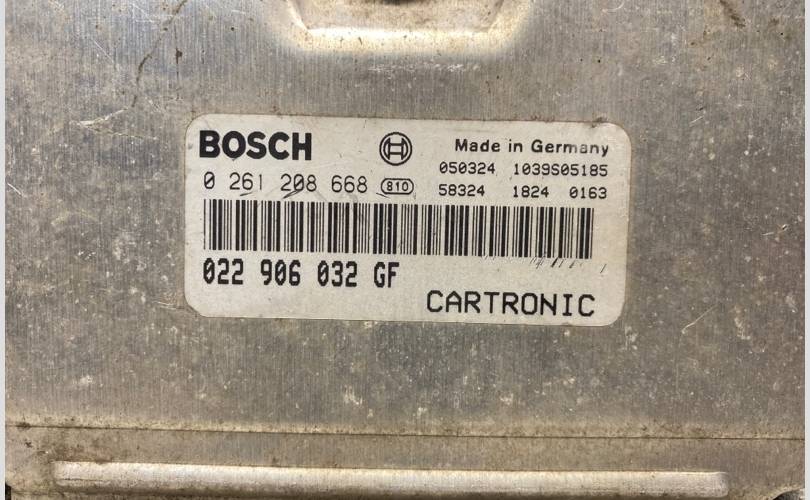 BOSCH
Made in Germany
050324 1039S05185
0 261 208 668 810
58324 1824 0163
022 906 032 GF
CARTRONIC